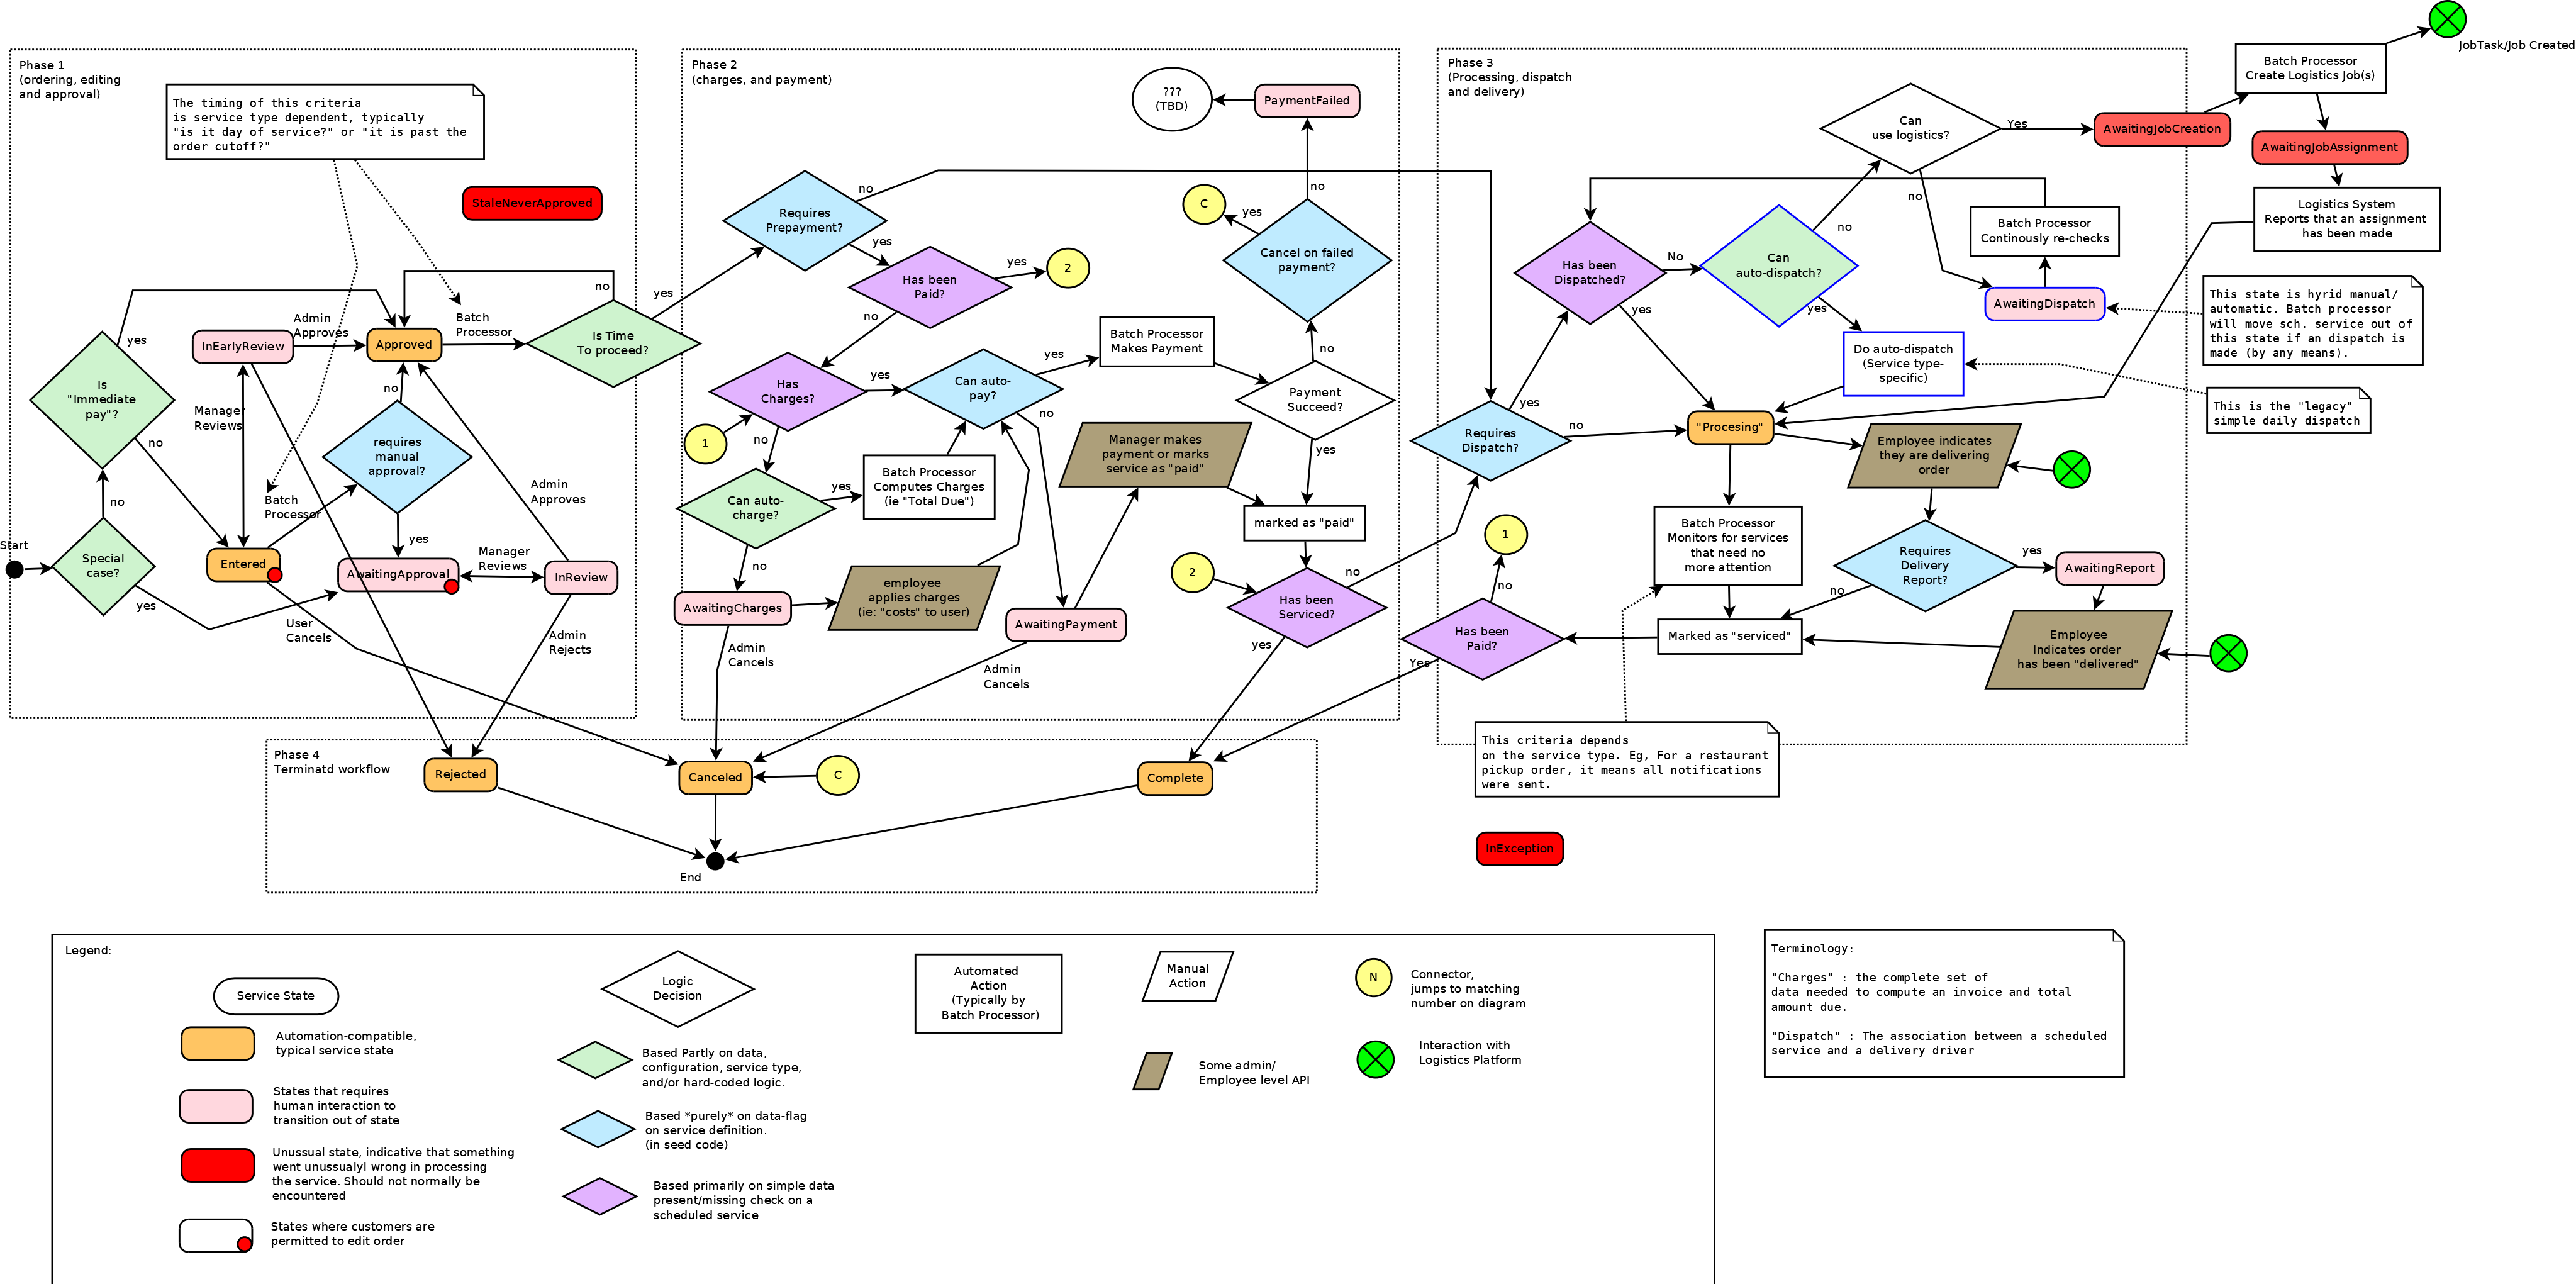 JobTask/Job Created
Phase 1
(ordering, editing
and approval)
The timing of this criteria
is service type dependent, typically
"is it day of service?" or "it is past the
order cutoff?"
StaleNeverApproved
no
yes
Is Time
To proceed?
Batch
Processor
Admin
Approves
InEarlyReview
Approved
yes
Is
"Immediate
pay"?
no
Manager
Reviews
no
requires
manual
approval?
Admin
Approves
Batch
Processor
no
Start
Special
case?
Entered
yes
AwaitingApproval
Manager
Reviews
InReview
yes
User
Cancels
Admin
Rejects
Phase 2
(charges, and payment)
???
(TBD)
PaymentFailed
no
Requires
Prepayment?
no
yes
C
yes
Cancel on failed
payment?
Has been
Paid?
yes
2
no
Batch Processor
Makes Payment
no
Has
Charges?
yes
Can auto-
pay?
yes
no
Payment
Succeed?
1
no
Manager makes
payment or marks
service as "paid"
yes
Batch Processor
Computes Charges
(ie "Total Due")
Can auto-
charge?
yes
marked as "paid"
no
2
no
AwaitingCharges
employee
applies charges
(ie: "costs" to user)
AwaitingPayment
Has been
Serviced?
yes
Admin
Cancels
Admin
Cancels
Phase 3
(Processing, dispatch
and delivery)
Can
use logistics?
Yes
AwaitingJobCreation
Batch Processor
Create Logistics Job(s)
AwaitingJobAssignment
Logistics System
Reports that an assignment
has been made
no
Batch Processor
Continously re-checks
no
Has been
Dispatched?
No
Can
auto-dispatch?
AwaitingDispatch
This state is hyrid manual/
automatic. Batch processor
will move sch. service out of
this state if an dispatch is
made (by any means).
yes
yes
Do auto-dispatch
(Service type-
specific)
This is the "legacy"
simple daily dispatch
yes
Requires
Dispatch?
no
"Procesing"
Employee indicates
they are delivering
order
1
no
Batch Processor
Monitors for services
that need no
more attention
Requires
Delivery
Report?
yes
AwaitingReport
no
Has been
Paid?
Yes
Marked as "serviced"
Employee
Indicates order
has been "delivered"
This criteria depends
on the service type. Eg, For a restaurant
pickup order, it means all notifications
were sent.
InException
Phase 4
Terminatd workflow
Rejected
Canceled
C
Complete
End
Legend:
Service State
Automation-compatible,
typical service state
States that requires
human interaction to
transition out of state
Unussual state, indicative that something
went unussualyl wrong in processing
the service. Should not normally be
encountered
States where customers are
permitted to edit order
Logic
Decision
Based Partly on data,
configuration, service type,
and/or hard-coded logic.
Based *purely* on data-flag
on service definition.
(in seed code)
Based primarily on simple data
present/missing check on a
scheduled service
Automated
Action
(Typically by
Batch Processor)
Manual
Action
Some admin/
Employee level API
N
Connector,
jumps to matching
number on diagram
Interaction with
Logistics Platform
Terminology:
"Charges" : the complete set of
data needed to compute an invoice and total
amount due.
"Dispatch" : The association between a scheduled
service and a delivery driver